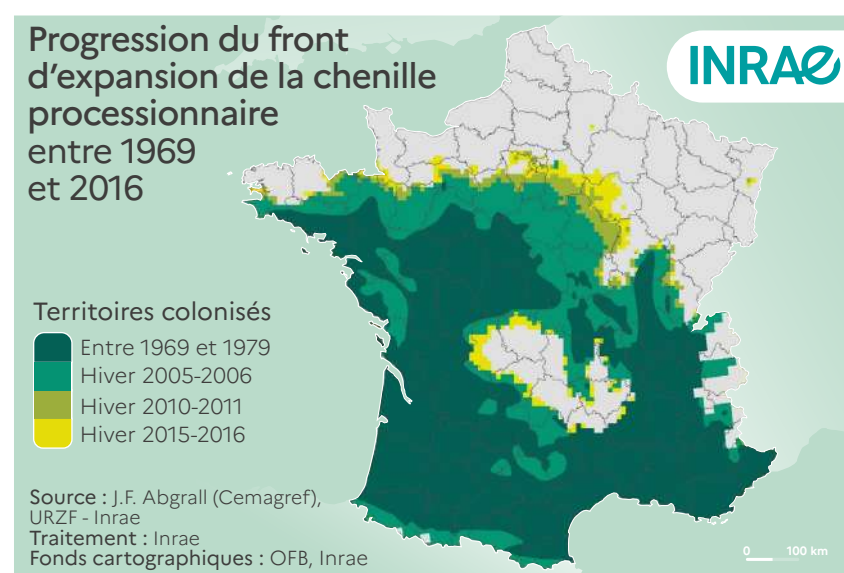 Progression du front
d'expansion de la chenille
processionnaire
entre 1969
et 2016
INRAE
Territoires colonisés
Entre 1969 et 1979
Hiver 2005-2006
Hiver 2010-2011
Hiver 2015-2016
Source : J.F. Abgrall (Cemagref),
URZF - Inrae
Traitement : Inrae
Fonds cartographiques : OFB, Inrae
0 100 km